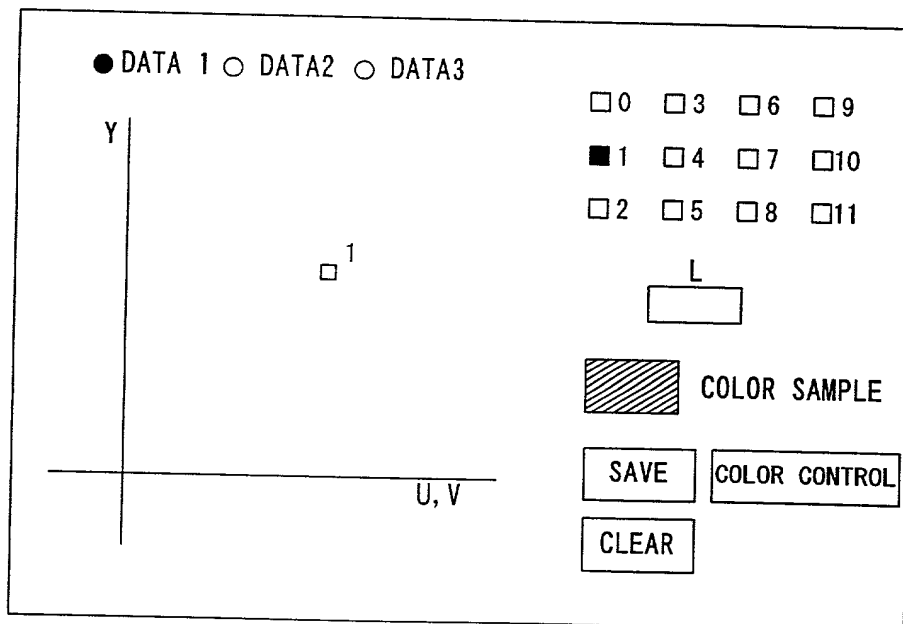 DATA 1 DATA2 DATA3
0 3 6 9
1 4 7 10
2 5 8 11
Y
1
L
COLOR SAMPLE
SAVE COLOR CONTROL
U, V
CLEAR